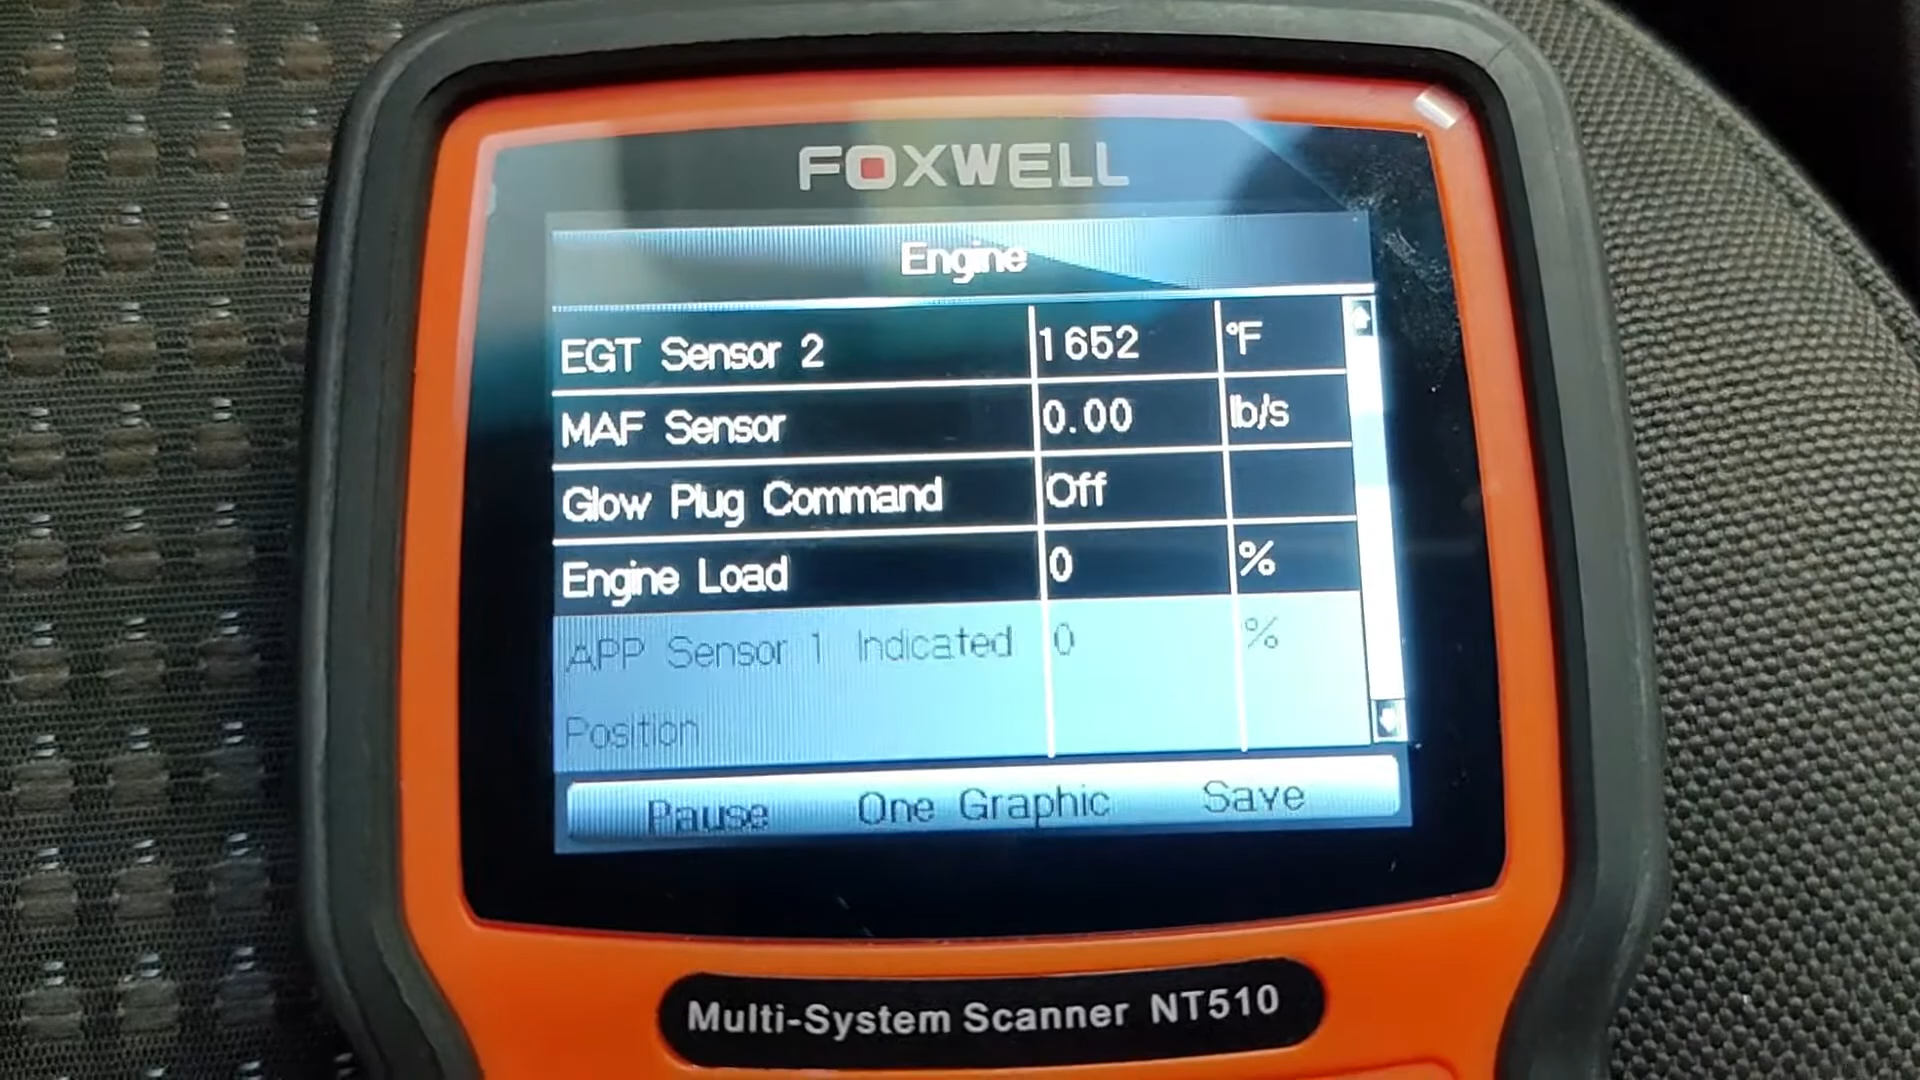 FOXWELL
Engine
EGT Sensor 2 1652 °F
MAF Sensor 0.00 lb/s
Glow Plug Command Off
Engine Load 0 %
APP Sensor 1 Indicated 0 %
Position
Pause One Graphic Save
Multi-System Scanner NT510